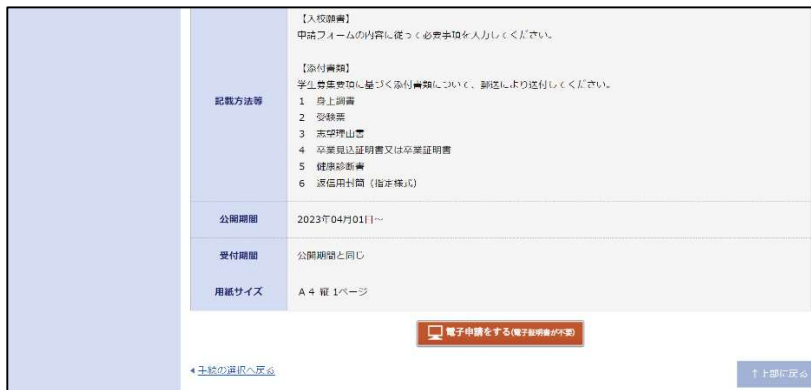 【入校願書】
申請フォームの内容に従って必要事項を入力してください。
【添付書類】
学生募集要項に基づく添付書類について、郵送により送付してください。
記載方法等
1 身上調書
2 受験票
3 志望理由書
4 卒業見込証明書又は卒業証明書
5 健康診断書
6 返信用封筒（指定様式）
公開期間 2023年04月01日～
受付期間 公開期間と同じ
用紙サイズ A 4 縦 1ページ
電子申請をする(電子証明書が不要)
手続の選択へ戻る
↑上部に戻る